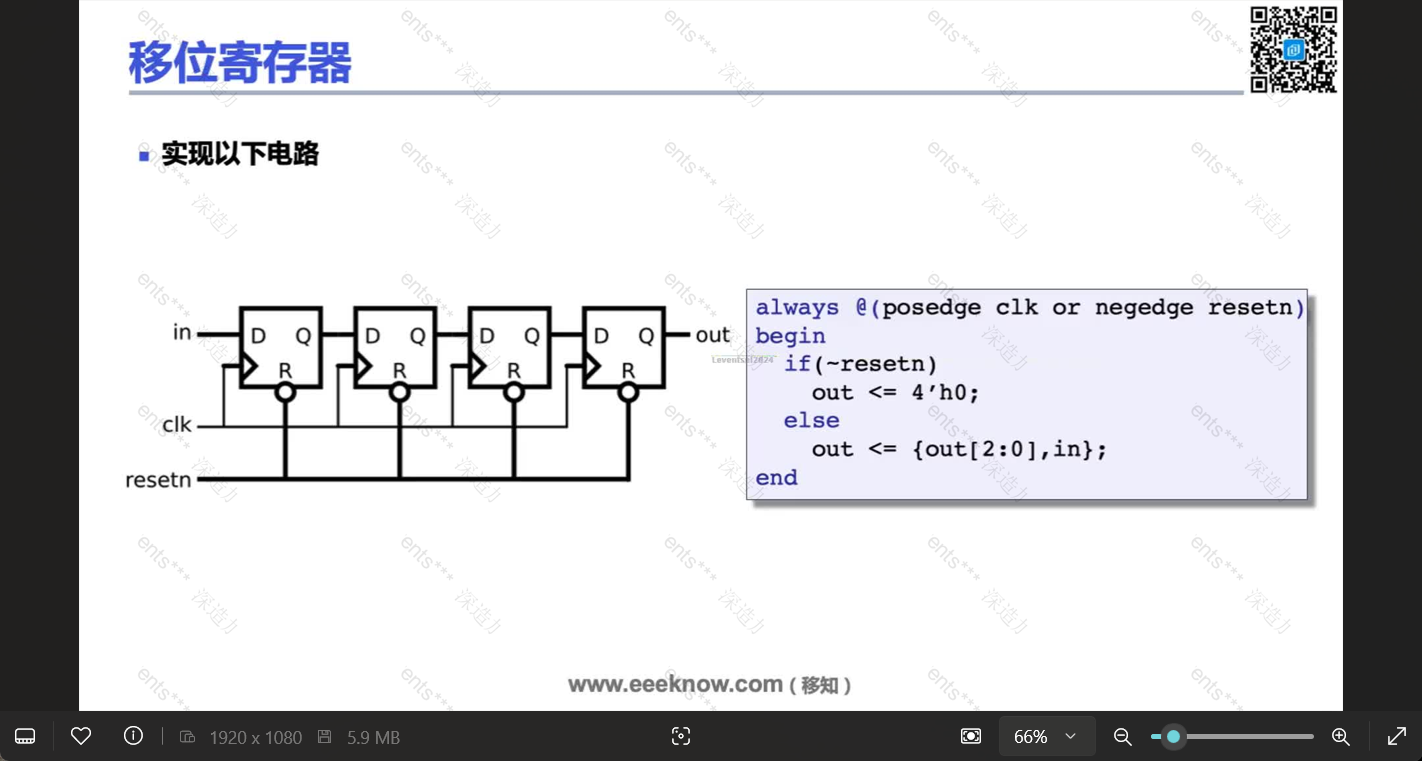 移位寄存器
实现以下电路
in
D Q
D Q
D Q
D Q
out
R
R
R
R
clk
resetn
always @(posedge clk or negedge resetn)
begin
if(~resetn)
out <= 4’h0;
else
out <= {out[2:0],in};
end
www.eeeknow.com ( 移知 )
1920 x 1080
5.9 MB
66%